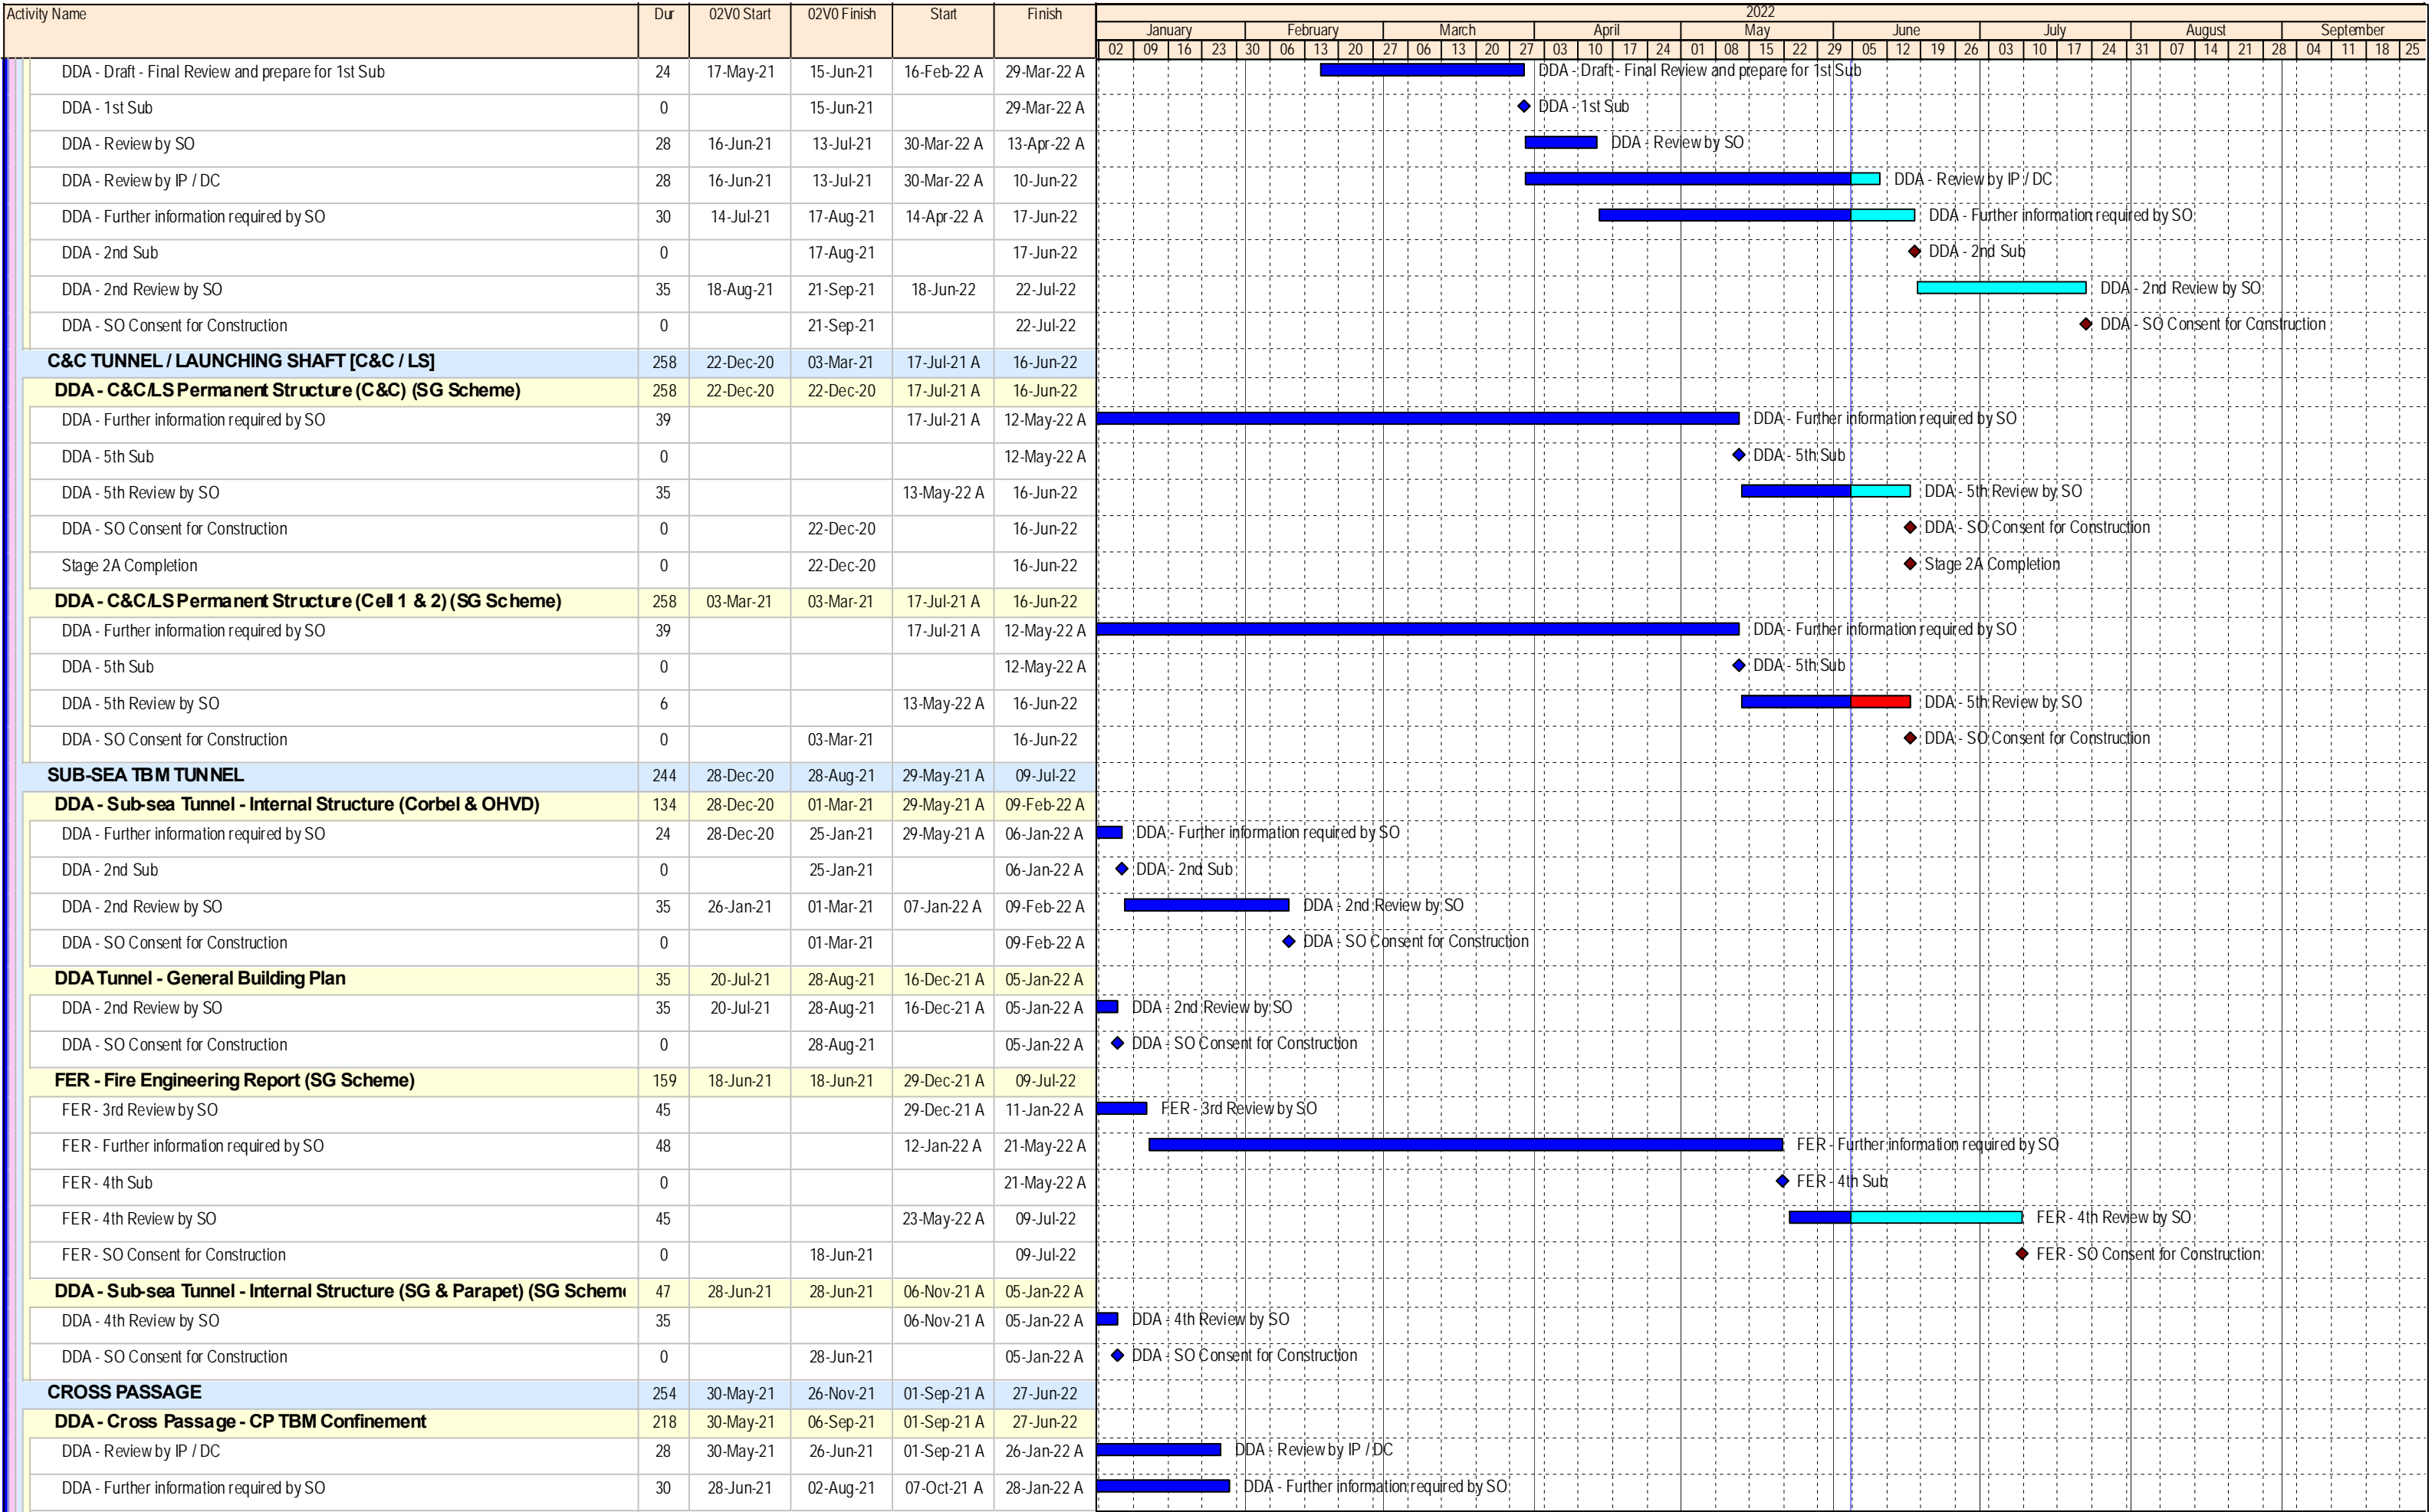 Activity Name Dur 02V0 Start 02V0 Finish Start Finish 2022
January February March April May June July August September
02 09 16 23 30 06 13 20 27 06 13 20 27 03 10 17 24 01 08 15 22 29 05 12 19 26 03 10 17 24 31 07 14 21 28 04 11 18 25
DDA - Draft - Final Review and prepare for 1st Sub 24 17-May-21 15-Jun-21 16-Feb-22 A 29-Mar-22 A DDA - Draft - Final Review and prepare for 1st Sub
DDA - 1st Sub 0 15-Jun-21 29-Mar-22 A DDA - 1st Sub
DDA - Review by SO 28 16-Jun-21 13-Jul-21 30-Mar-22 A 13-Apr-22 A DDA - Review by SO
DDA - Review by IP / DC 28 16-Jun-21 13-Jul-21 30-Mar-22 A 10-Jun-22 DDA - Review by IP / DC
DDA - Further information required by SO 30 14-Jul-21 17-Aug-21 14-Apr-22 A 17-Jun-22 DDA - Further information required by SO
DDA - 2nd Sub 0 17-Aug-21 17-Jun-22 DDA - 2nd Sub
DDA - 2nd Review by SO 35 18-Aug-21 21-Sep-21 18-Jun-22 22-Jul-22 DDA - 2nd Review by SO
DDA - SO Consent for Construction 0 21-Sep-21 22-Jul-22 DDA - SO Consent for Construction
C&C TUNNEL / LAUNCHING SHAFT [C&C / LS] 258 22-Dec-20 03-Mar-21 17-Jul-21 A 16-Jun-22
DDA - C&C/LS Permanent Structure (C&C) (SG Scheme) 258 22-Dec-20 22-Dec-20 17-Jul-21 A 16-Jun-22
DDA - Further information required by SO 39 17-Jul-21 A 12-May-22 A DDA - Further information required by SO
DDA - 5th Sub 0 12-May-22 A DDA - 5th Sub
DDA - 5th Review by SO 35 13-May-22 A 16-Jun-22 DDA - 5th Review by SO
DDA - SO Consent for Construction 0 22-Dec-20 16-Jun-22 DDA - SO Consent for Construction
Stage 2A Completion 0 22-Dec-20 16-Jun-22 Stage 2A Completion
DDA - C&C/LS Permanent Structure (Cell 1 & 2) (SG Scheme) 258 03-Mar-21 03-Mar-21 17-Jul-21 A 16-Jun-22
DDA - Further information required by SO 39 17-Jul-21 A 12-May-22 A DDA - Further information required by SO
DDA - 5th Sub 0 12-May-22 A DDA - 5th Sub
DDA - 5th Review by SO 6 13-May-22 A 16-Jun-22 DDA - 5th Review by SO
DDA - SO Consent for Construction 0 03-Mar-21 16-Jun-22 DDA - SO Consent for Construction
SUB-SEA TBM TUNNEL 244 28-Dec-20 28-Aug-21 29-May-21 A 09-Jul-22
DDA - Sub-sea Tunnel - Internal Structure (Corbel & OHVD) 134 28-Dec-20 01-Mar-21 29-May-21 A 09-Feb-22 A
DDA - Further information required by SO 24 28-Dec-20 25-Jan-21 29-May-21 A 06-Jan-22 A DDA - Further information required by SO
DDA - 2nd Sub 0 25-Jan-21 06-Jan-22 A DDA - 2nd Sub
DDA - 2nd Review by SO 35 26-Jan-21 01-Mar-21 07-Jan-22 A 09-Feb-22 A DDA - 2nd Review by SO
DDA - SO Consent for Construction 0 01-Mar-21 09-Feb-22 A DDA - SO Consent for Construction
DDA Tunnel - General Building Plan 35 20-Jul-21 28-Aug-21 16-Dec-21 A 05-Jan-22 A
DDA - 2nd Review by SO 35 20-Jul-21 28-Aug-21 16-Dec-21 A 05-Jan-22 A DDA - 2nd Review by SO
DDA - SO Consent for Construction 0 28-Aug-21 05-Jan-22 A DDA - SO Consent for Construction
FER - Fire Engineering Report (SG Scheme) 159 18-Jun-21 18-Jun-21 29-Dec-21 A 09-Jul-22
FER - 3rd Review by SO 45 29-Dec-21 A 11-Jan-22 A FER - 3rd Review by SO
FER - Further information required by SO 48 12-Jan-22 A 21-May-22 A FER - Further information required by SO
FER - 4th Sub 0 21-May-22 A FER - 4th Sub
FER - 4th Review by SO 45 23-May-22 A 09-Jul-22 FER - 4th Review by SO
FER - SO Consent for Construction 0 18-Jun-21 09-Jul-22 FER - SO Consent for Construction
DDA - Sub-sea Tunnel - Internal Structure (SG & Parapet) (SG Schem 47 28-Jun-21 28-Jun-21 06-Nov-21 A 05-Jan-22 A
DDA - 4th Review by SO 35 06-Nov-21 A 05-Jan-22 A DDA - 4th Review by SO
DDA - SO Consent for Construction 0 28-Jun-21 05-Jan-22 A DDA - SO Consent for Construction
CROSS PASSAGE 254 30-May-21 26-Nov-21 01-Sep-21 A 27-Jun-22
DDA - Cross Passage - CP TBM Confinement 218 30-May-21 06-Sep-21 01-Sep-21 A 27-Jun-22
DDA - Review by IP / DC 28 30-May-21 26-Jun-21 01-Sep-21 A 26-Jan-22 A DDA - Review by IP / DC
DDA - Further information required by SO 30 28-Jun-21 02-Aug-21 07-Oct-21 A 28-Jan-22 A DDA - Further information required by SO